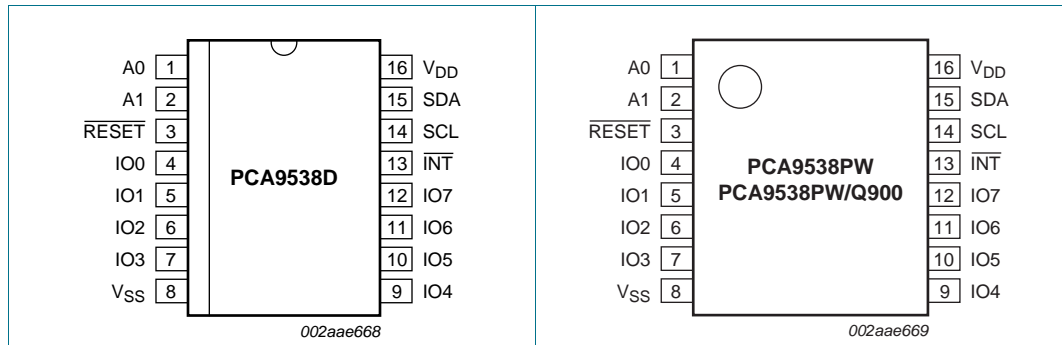 A0 1 16 VDD
A1 2 15 SDA
RESET 3 14 SCL
IO0 4 13 INT
IO1 5 12 IO7
IO2 6 11 IO6
IO3 7 10 IO5
VSS 8 9 IO4
PCA9538D
002aae668
A0 1 16 VDD
A1 2 15 SDA
RESET 3 14 SCL
IO0 4 13 INT
IO1 5 12 IO7
IO2 6 11 IO6
IO3 7 10 IO5
VSS 8 9 IO4
PCA9538PW
PCA9538PW/Q900
002aae669